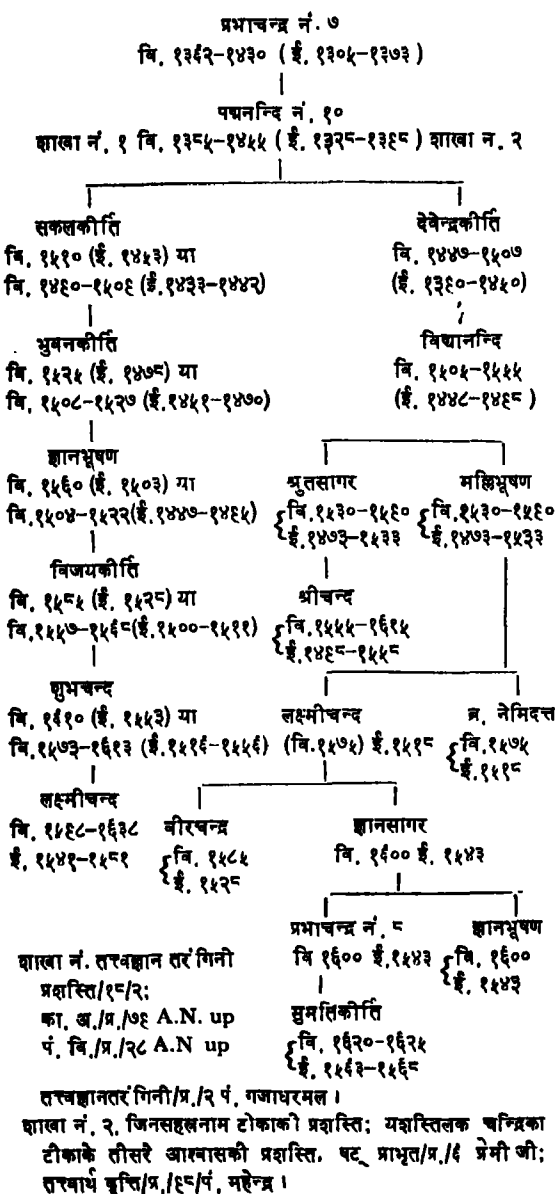 प्रभाचन्द्र नं. ७
वि. १३६२-१४३० ( ई. १३०५-१३७३)
पद्मनन्दि नं. १०
शाखा नं. १ वि. १३८५-१४५५ ( ई. १३२८-१३९८) शाखा न. २
सकलकीर्ति देवेन्द्रकीर्ति
वि. १५१० (ई. १४५३) या वि. १४४७-१५०७
वि. १४९०-१५०९ (ई.१४३३-१४४२) (ई. १३९०-१४५०)
भुवनकीर्ति विद्यानन्दि
वि. १५२५ (ई. १४७८) या वि. १५०५-१५५५
वि. १५०८-१५२७ (ई.१४५१-१४७०) (ई. १४४८-१४९८)
ज्ञानभूषण श्रुतसागर मल्लिभूषण
वि. १५६० (ई. १५०३) या वि.१५३०-१५९० वि.१५३०-१५९०
वि.१५०४-१५२२(ई.१४४७-१४९५) ई.१४७३-१५३३ ई.१४७३-१५३३
विजयकीर्ति श्रीचन्द
वि. १५८५ (ई. १५२८) या वि.१५५५-१६१५
वि.१५५७-१५६८(ई.१५००-१५११) ई.१४९८-१५५८
शुभचन्द लक्ष्मीचन्द ब्र. नेमिदत्त
वि. १६१० (ई. १५५३) या (वि.१५७५) ई.१५१८ वि.१५७५
वि.१५७३-१६१३ (ई.१५१६-१५५६) ई.१५१८
लक्ष्मीचन्द वीरचन्द्र ज्ञानसागर
वि. १५९८-१६३८ वि. १५८५ वि. १६०० ई. १५४३
ई. १५४१-१५८१ ई. १५२८
प्रभाचन्द्र नं. ८ ज्ञानभूषण
वि १६०० ई.१५४३ वि. १६००
ई. १५४३
सुमतिकीर्ति
वि. १६२०-१६२५
ई. १५६३-१५६८
शाखा नं. तत्त्वज्ञान तरंगिनी
प्रशस्ति/१८/२;
का. अ./प्र./७९ A.N. up
पं. वि./प्र./२८ A.N up
तत्त्वज्ञानतरंगिनी/प्र./२ पं. गजाधरमल ।
शाखा नं. २. जिनसहस्रनाम टोकाकी प्रशस्ति; यशस्तिलक चन्द्रिका
टीकाके तीसरे आश्वासकी प्रशस्ति. षट् प्राभृत/प्र./६ प्रेमी जी;
तत्त्वार्थ वृत्ति/प्र./९८/पं. महेन्द्र ।